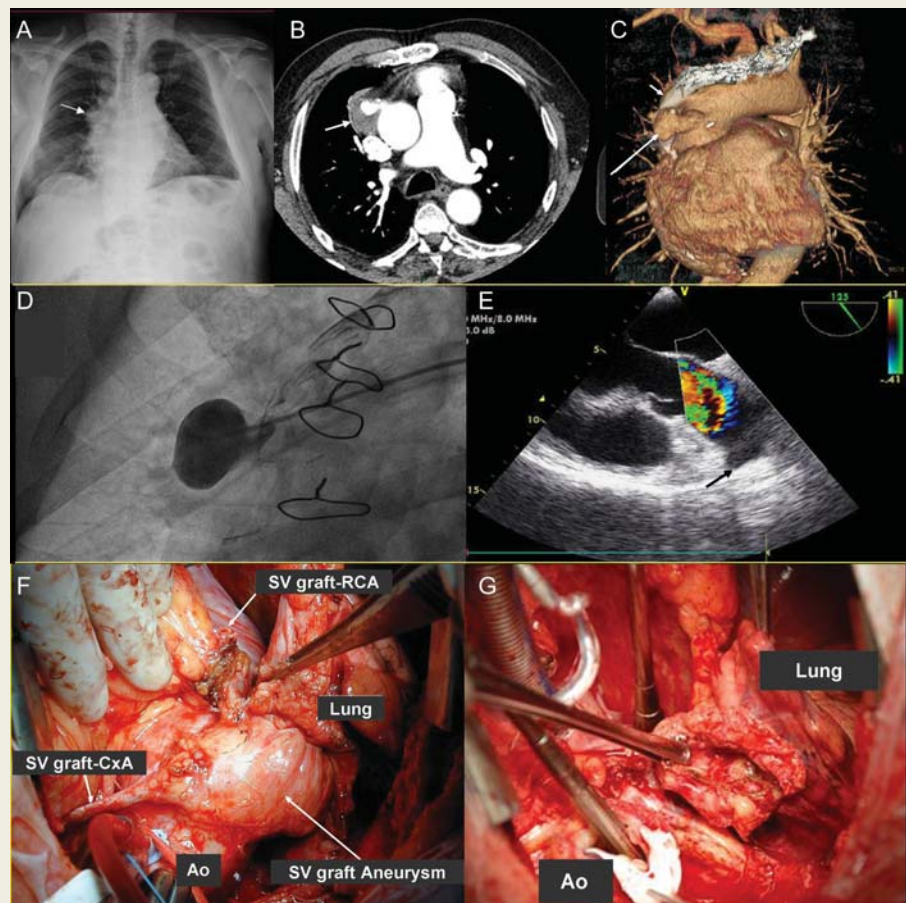 A
B
C
D
E
V
125
.41
-.41
MHz/8.0 MHz
.0 dB
5
10
15
F
SV graft-RCA
Lung
SV graft-CxA
Ao
SV graft Aneurysm
G
Lung
Ao